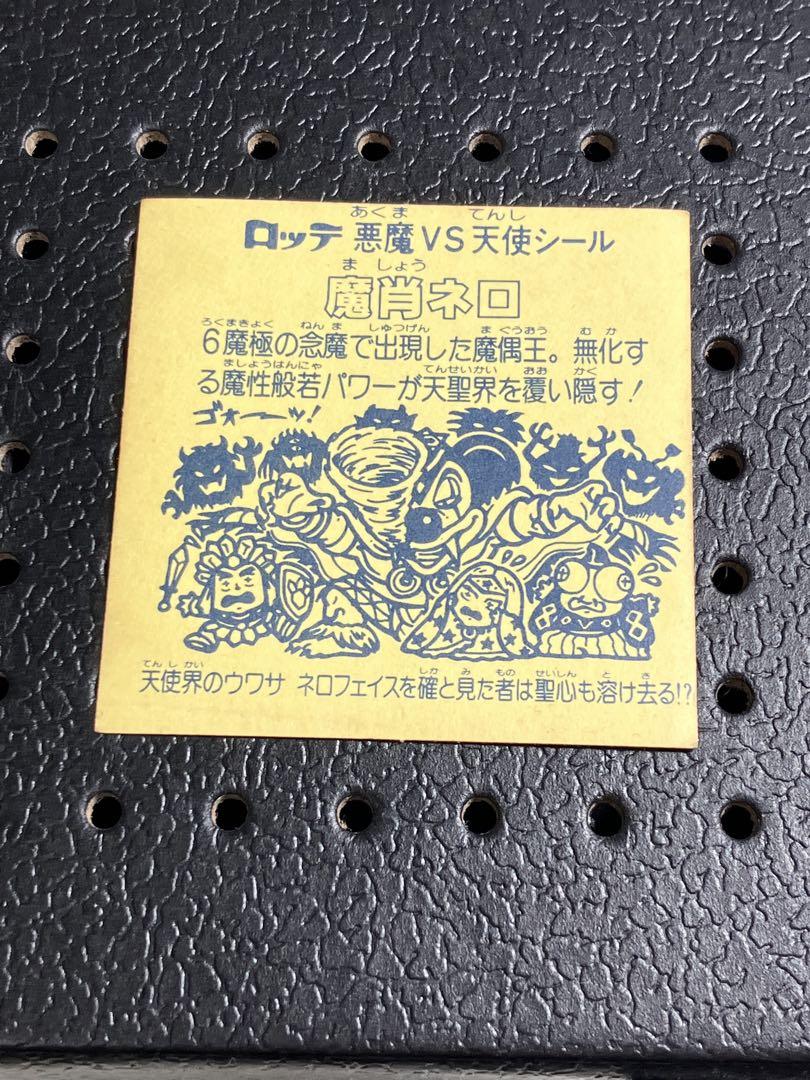 あくま てんし
ロッテ 悪魔VS天使シール
ま しょう
魔肖ネロ
ろくまきょく ねん ま しゅつげん ま ぐうおう む か
6魔極の念魔で出現した魔偶王。無化す
ましょうはんにゃ てんせいかい おお かく
る魔性般若パワーが天聖界を覆い隠す!
ゴォーーッ!
てん し かい しか み もの せいしん と さ
天使界のウワサ ネロフェイスを確と見た者は聖心も溶け去る!?